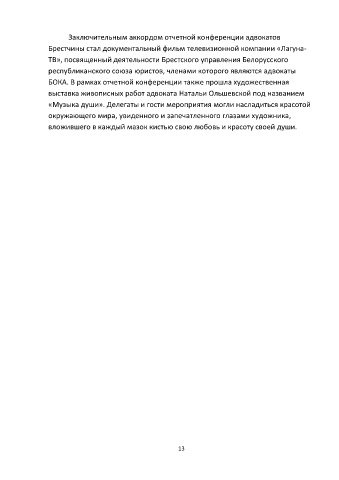 Заключительным аккордом отчетной конференции адвокатов
Брестчины стал документальный фильм телевизионной компании «Лагуна-
ТВ», посвященный деятельности Брестского управления Белорусского
республиканского союза юристов, членами которого являются адвокаты
БОКА. В рамках отчетной конференции также прошла художественная
выставка живописных работ адвоката Натальи Ольшевской под названием
«Музыка души». Делегаты и гости мероприятия могли насладиться красотой
окружающего мира, увиденного и запечатленного глазами художника,
вложившего в каждый мазок кистью свою любовь и красоту своей души.
13